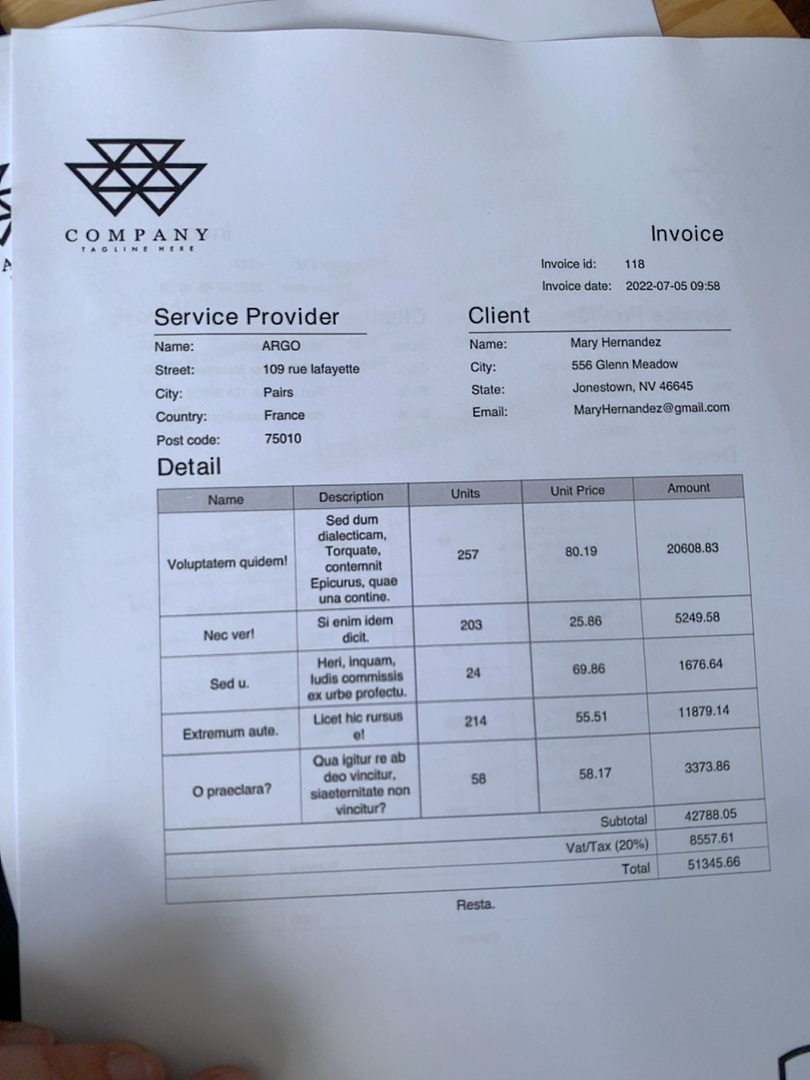 COMPANY
TAGLINE HERE
Invoice
Invoice id: 118
Invoice date: 2022-07-05 09:58
Service Provider
Name: ARGO
Street: 109 rue lafayette
City: Pairs
Country: France
Post code: 75010
Client
Name: Mary Hernandez
City: 556 Glenn Meadow
State: Jonestown, NV 46645
Email: MaryHernandez@gmail.com
Detail
Name Description Units Unit Price Amount
Voluptatem quidem! 257 80.19 20608.83
Sed dum
dialecticam,
Torquate,
contemnit
Epicurus, quae
una contine.
Nec ver! 203 25.86 5249.58
Si enim idem
dicit.
Sed u. 24 69.86 1676.64
Heri, inquam,
ludis commissis
ex urbe profectu.
Extremum aute. 214 55.51 11879.14
Licet hic rursus
e!
O praeclara? 58 58.17 3373.86
Qua igitur re ab
deo vincitur,
siaeternitate non
vincitur?
Subtotal 42788.05
Vat/Tax (20%) 8557.61
Total 51345.66
Resta.